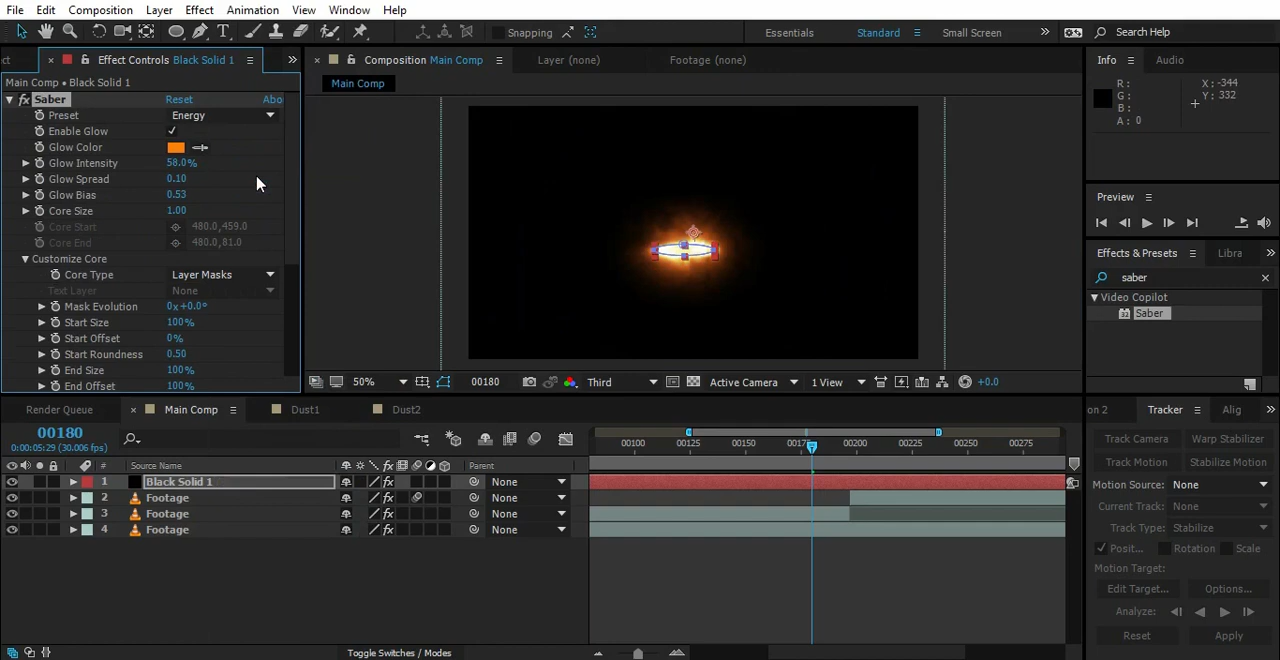 File Edit Composition Layer Effect Animation View Window Help
Snapping Essentials Standard Small Screen Search Help
ct Effect Controls Black Solid 1
Composition Main Comp Layer (none) Footage (none)
Info Audio
Main Comp • Black Solid 1
Main Comp
R: X: -344
G: Y: 332
B:
A: 0
fx Saber Reset Abo
Preset Energy
Enable Glow
Glow Color
Glow Intensity 58.0%
Glow Spread 0.10
Glow Bias 0.53
Core Size 1.00
Core Start 480.0,459.0
Core End 480.0,81.0
Customize Core
Core Type Layer Masks
Text Layer None
Mask Evolution 0x+0.0°
Start Size 100%
Start Offset 0%
Start Roundness 0.50
End Size 100%
End Offset 100%
Preview
Effects & Presets Libra
saber
Video Copilot
32 Saber
50% 00180 Third Active Camera 1 View +0.0
Render Queue Main Comp Dust1 Dust2
00180
0:00:05:29 (30.006 fps)
00100 00125 00150 00175 00200 00225 00250 00275
# Source Name fx Parent
1 Black Solid 1 fx None
2 Footage fx None
3 Footage fx None
4 Footage fx None
Toggle Switches / Modes
on 2 Tracker Alig
Track Camera Warp Stabilizer
Track Motion Stabilize Motion
Motion Source: None
Current Track: None
Track Type: Stabilize
Posit... Rotation Scale
Motion Target:
Edit Target... Options...
Analyze:
Reset Apply